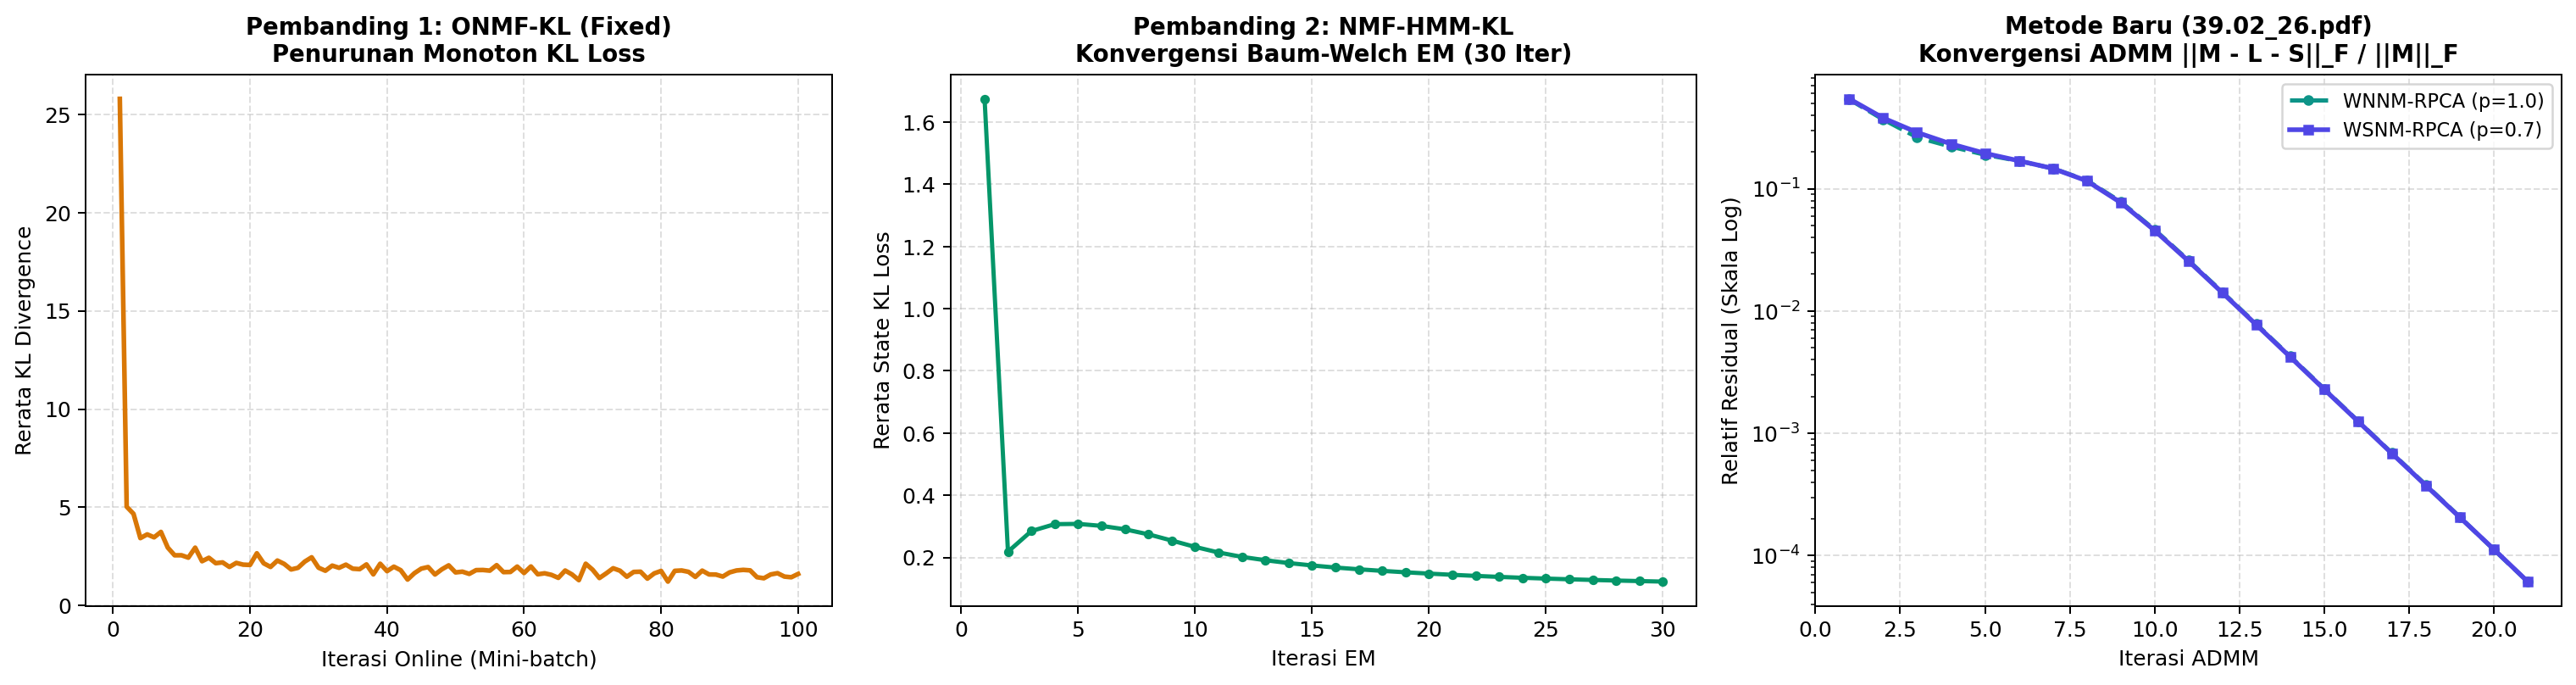 Pembanding 1: ONMF-KL (Fixed)
Penurunan Monoton KL Loss
Rerata KL Divergence
25
20
15
10
5
0
0 20 40 60 80 100
Iterasi Online (Mini-batch)
Pembanding 2: NMF-HMM-KL
Konvergensi Baum-Welch EM (30 Iter)
Rerata State KL Loss
1.6
1.4
1.2
1.0
0.8
0.6
0.4
0.2
0 5 10 15 20 25 30
Iterasi EM
Metode Baru (39.02_26.pdf)
Konvergensi ADMM ||M - L - S||_F / ||M||_F
WNNM-RPCA (p=1.0)
WSNM-RPCA (p=0.7)
Relatif Residual (Skala Log)
10⁻¹
10⁻²
10⁻³
10⁻⁴
0.0 2.5 5.0 7.5 10.0 12.5 15.0 17.5 20.0
Iterasi ADMM